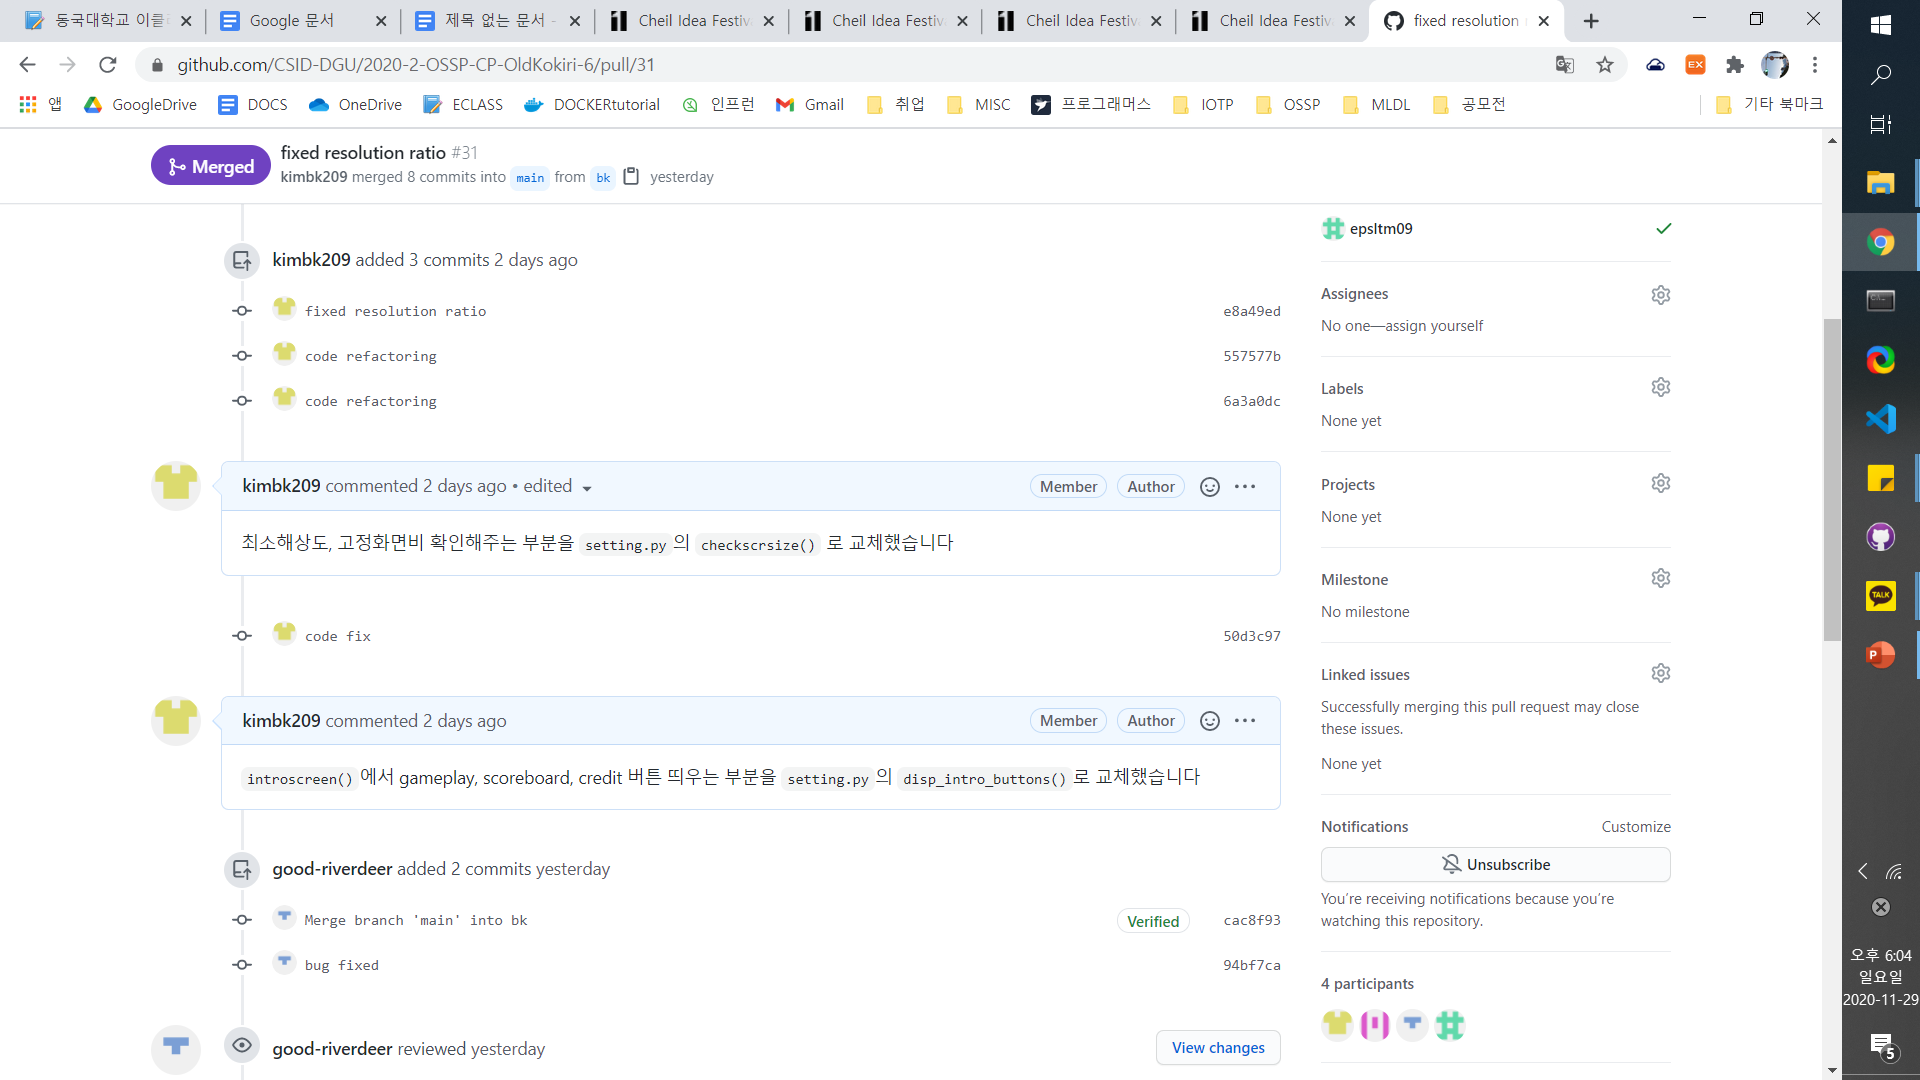 동국대학교 이클
Google 문서
제목 없는 문서 -
Cheil Idea Festiv
Cheil Idea Festiv
Cheil Idea Festiv
Cheil Idea Festiv
fixed resolution
github.com/CSID-DGU/2020-2-OSSP-CP-OldKokiri-6/pull/31
EX
앱
GoogleDrive
DOCS
OneDrive
ECLASS
DOCKERtutorial
인프런
Gmail
취업
MISC
프로그래머스
IOTP
OSSP
MLDL
공모전
기타 북마크
Merged
fixed resolution ratio #31
kimbk209 merged 8 commits into main from bk yesterday
kimbk209 added 3 commits 2 days ago
fixed resolution ratio e8a49ed
code refactoring 557577b
code refactoring 6a3a0dc
kimbk209 commented 2 days ago • edited Member Author
최소해상도, 고정화면비 확인해주는 부분을 setting.py 의 checkscrsize() 로 교체했습니다
code fix 50d3c97
kimbk209 commented 2 days ago Member Author
introscreen() 에서 gameplay, scoreboard, credit 버튼 띄우는 부분을 setting.py 의 disp_intro_buttons() 로 교체했습니다
good-riverdeer added 2 commits yesterday
Merge branch 'main' into bk Verified cac8f93
bug fixed 94bf7ca
good-riverdeer reviewed yesterday View changes
epsltm09
Assignees
No one—assign yourself
Labels
None yet
Projects
None yet
Milestone
No milestone
Linked issues
Successfully merging this pull request may close
these issues.
None yet
Notifications Customize
Unsubscribe
You're receiving notifications because you're
watching this repository.
4 participants
TALK
P
오후 6:04
일요일
2020-11-29
5